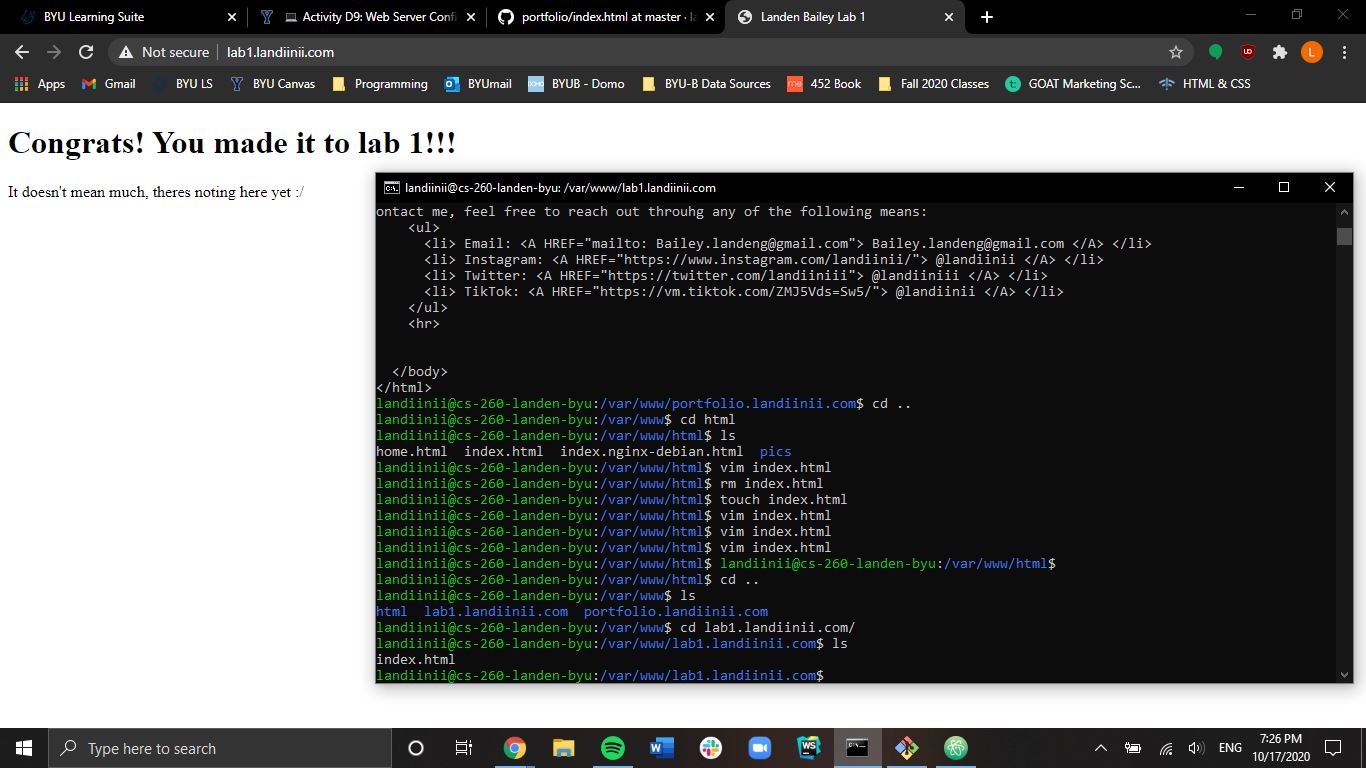 BYU Learning Suite
Activity D9: Web Server Confi
portfolio/index.html at master · la
Landen Bailey Lab 1
Not secure
lab1.landiinii.com
L
Apps
Gmail
BYU LS
BYU Canvas
Programming
BYUmail
BYUB - Domo
BYU-B Data Sources
452 Book
Fall 2020 Classes
GOAT Marketing Sc...
HTML & CSS
Congrats! You made it to lab 1!!!
It doesn't mean much, theres noting here yet :/
landiinii@cs-260-landen-byu: /var/www/lab1.landiinii.com
ontact me, feel free to reach out throuhg any of the following means:
<ul>
<li> Email: <A HREF="mailto: Bailey.landeng@gmail.com"> Bailey.landeng@gmail.com </A> </li>
<li> Instagram: <A HREF="https://www.instagram.com/landiinii/"> @landiinii </A> </li>
<li> Twitter: <A HREF="https://twitter.com/landiiniii"> @landiiniii </A> </li>
<li> TikTok: <A HREF="https://vm.tiktok.com/ZMJ5Vds=Sw5/"> @landiinii </A> </li>
</ul>
<hr>
</body>
</html>
landiinii@cs-260-landen-byu:/var/www/portfolio.landiinii.com$ cd ..
landiinii@cs-260-landen-byu:/var/www$ cd html
landiinii@cs-260-landen-byu:/var/www/html$ ls
home.html index.html index.nginx-debian.html pics
landiinii@cs-260-landen-byu:/var/www/html$ vim index.html
landiinii@cs-260-landen-byu:/var/www/html$ rm index.html
landiinii@cs-260-landen-byu:/var/www/html$ touch index.html
landiinii@cs-260-landen-byu:/var/www/html$ vim index.html
landiinii@cs-260-landen-byu:/var/www/html$ vim index.html
landiinii@cs-260-landen-byu:/var/www/html$ vim index.html
landiinii@cs-260-landen-byu:/var/www/html$ landiinii@cs-260-landen-byu:/var/www/html$
landiinii@cs-260-landen-byu:/var/www/html$ cd ..
landiinii@cs-260-landen-byu:/var/www$ ls
html lab1.landiinii.com portfolio.landiinii.com
landiinii@cs-260-landen-byu:/var/www$ cd lab1.landiinii.com/
landiinii@cs-260-landen-byu:/var/www/lab1.landiinii.com$ ls
index.html
landiinii@cs-260-landen-byu:/var/www/lab1.landiinii.com$
Type here to search
ENG
7:26 PM
10/17/2020